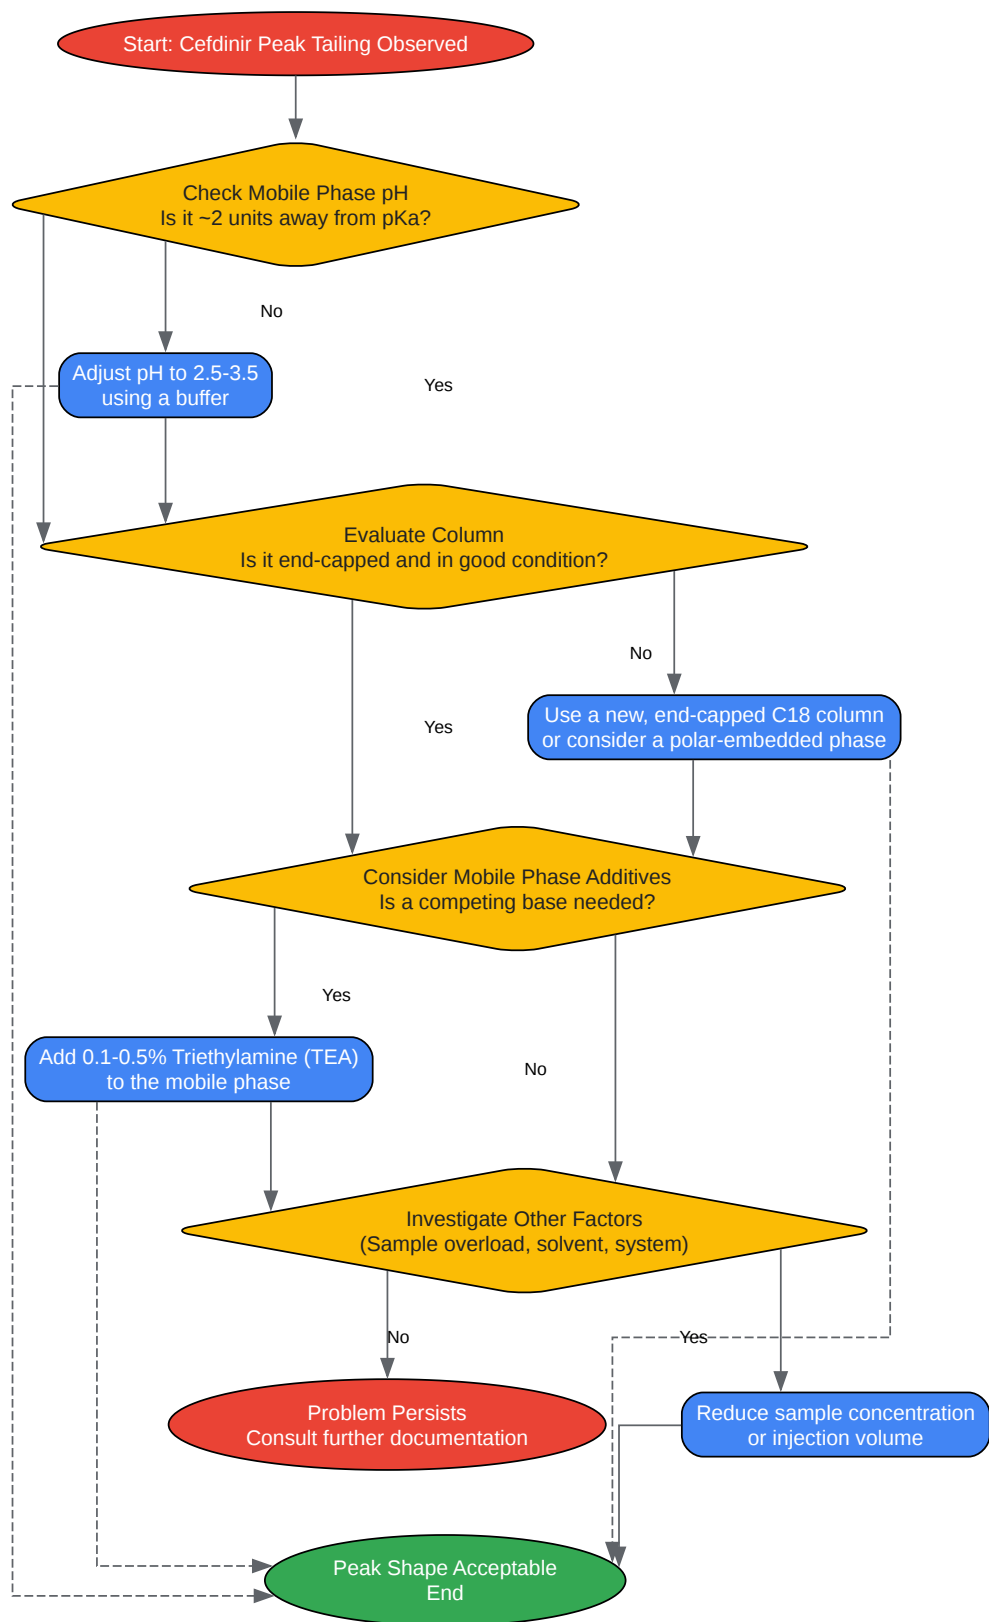 Start: Cefdinir Peak Tailing Observed
Check Mobile Phase pH
Is it ~2 units away from pKa?
No
Adjust pH to 2.5-3.5
using a buffer
Yes
Evaluate Column
Is it end-capped and in good condition?
No
Use a new, end-capped C18 column
or consider a polar-embedded phase
Yes
Consider Mobile Phase Additives
Is a competing base needed?
Yes
Add 0.1-0.5% Triethylamine (TEA)
to the mobile phase
No
Investigate Other Factors
(Sample overload, solvent, system)
No
Yes
Problem Persists
Consult further documentation
Reduce sample concentration
or injection volume
Peak Shape Acceptable
End